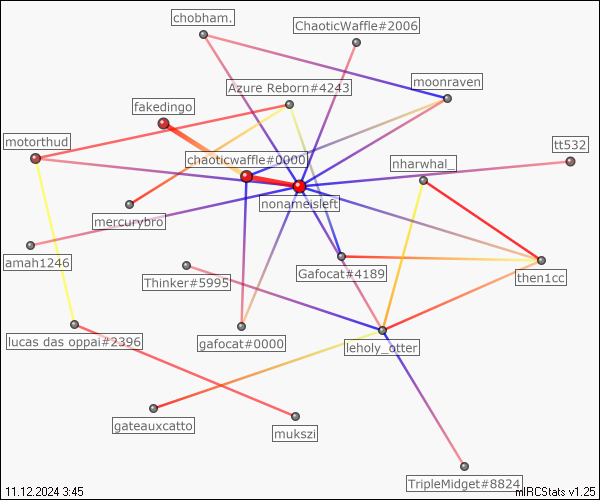 chobham.
ChaoticWaffle#2006
moonraven
Azure Reborn#4243
fakedingo
motorthud
tt532
chaoticwaffle#0000
nharwhal_
nonameisleft
mercurybro
amah1246
Gafocat#4189
then1cc
Thinker#5995
lucas das oppai#2396
gafocat#0000
leholy_otter
gateauxcatto
mukszi
TripleMidget#8824
11.12.2024 3:45
mIRCStats v1.25